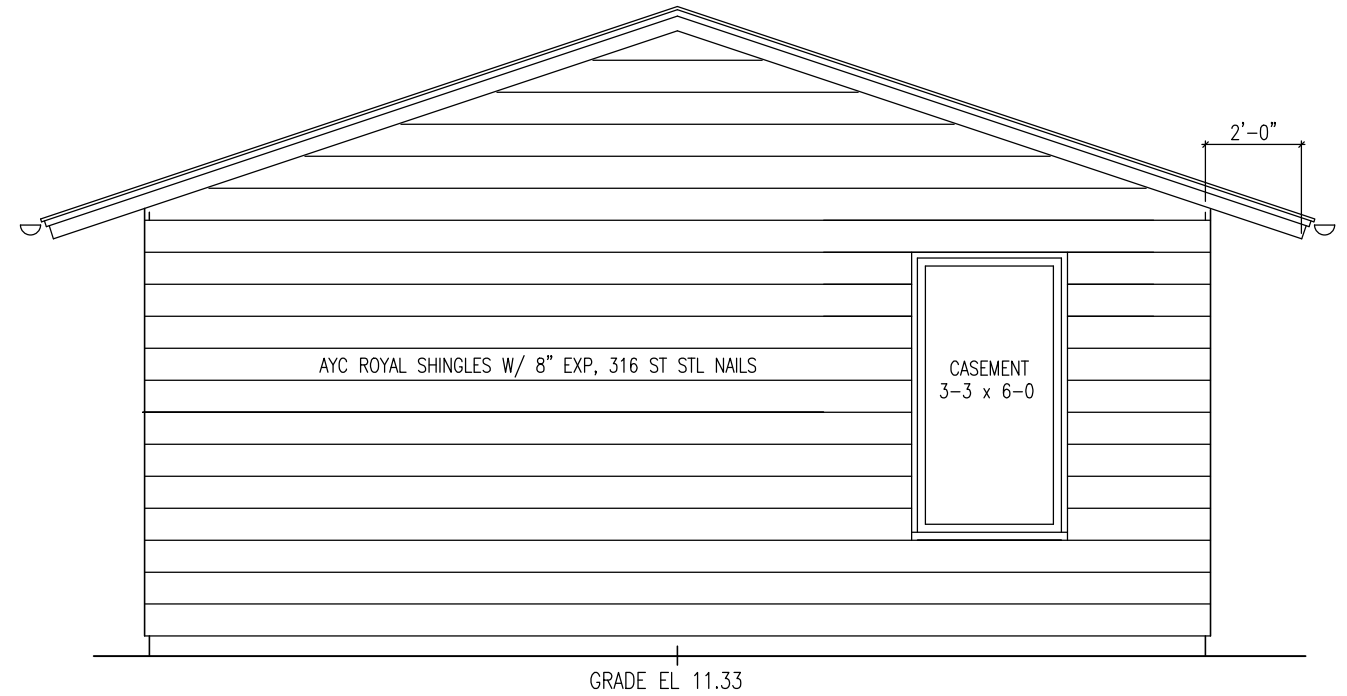 2'-0"
AYC ROYAL SHINGLES W/ 8" EXP, 316 ST STL NAILS
CASEMENT
3-3 x 6-0
GRADE EL 11.33